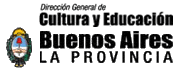 Dirección General de
Cultura y Educación
Buenos Aires
LA PROVINCIA